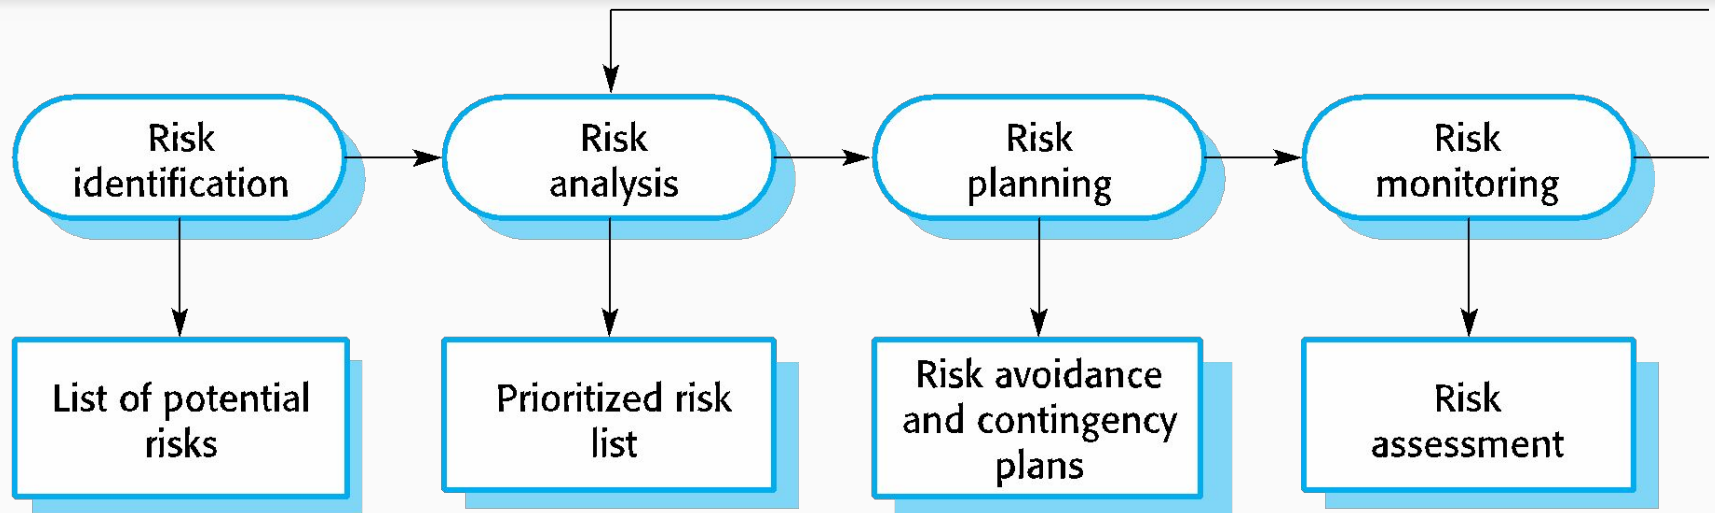 Risk
identification
Risk
analysis
Risk
planning
Risk
monitoring
List of potential
risks
Prioritized risk
list
Risk avoidance
and contingency
plans
Risk
assessment